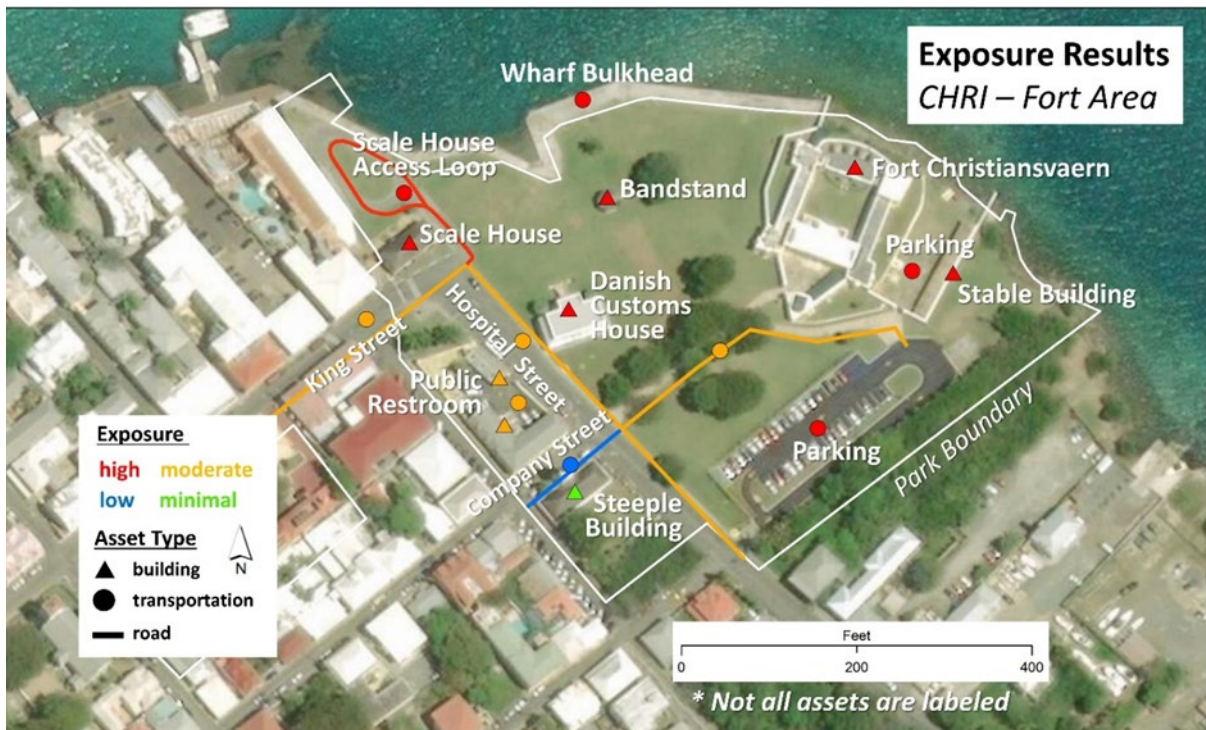 Exposure Results
CHRI – Fort Area
Wharf Bulkhead
Scale House
Access Loop
Fort Christiansvaern
Bandstand
Scale House
Parking
Stable Building
Danish
Customs
House
Hospital Street
King Street
Public
Restroom
Company Street
Parking
Park Boundary
Steeple
Building
Exposure
high moderate
low minimal
Asset Type
N
building
transportation
road
Feet
0 200 400
* Not all assets are labeled